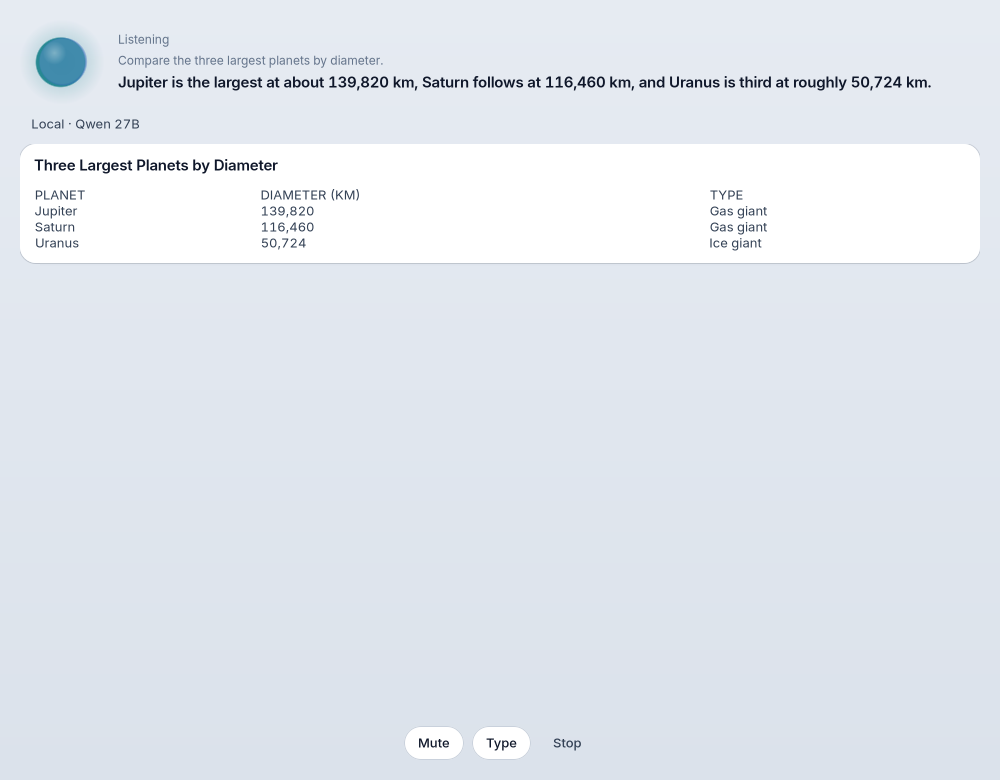 Listening
Compare the three largest planets by diameter.
Jupiter is the largest at about 139,820 km, Saturn follows at 116,460 km, and Uranus is third at roughly 50,724 km.
Local · Qwen 27B
Three Largest Planets by Diameter
PLANET DIAMETER (KM) TYPE
Jupiter 139,820 Gas giant
Saturn 116,460 Gas giant
Uranus 50,724 Ice giant
Mute Type Stop